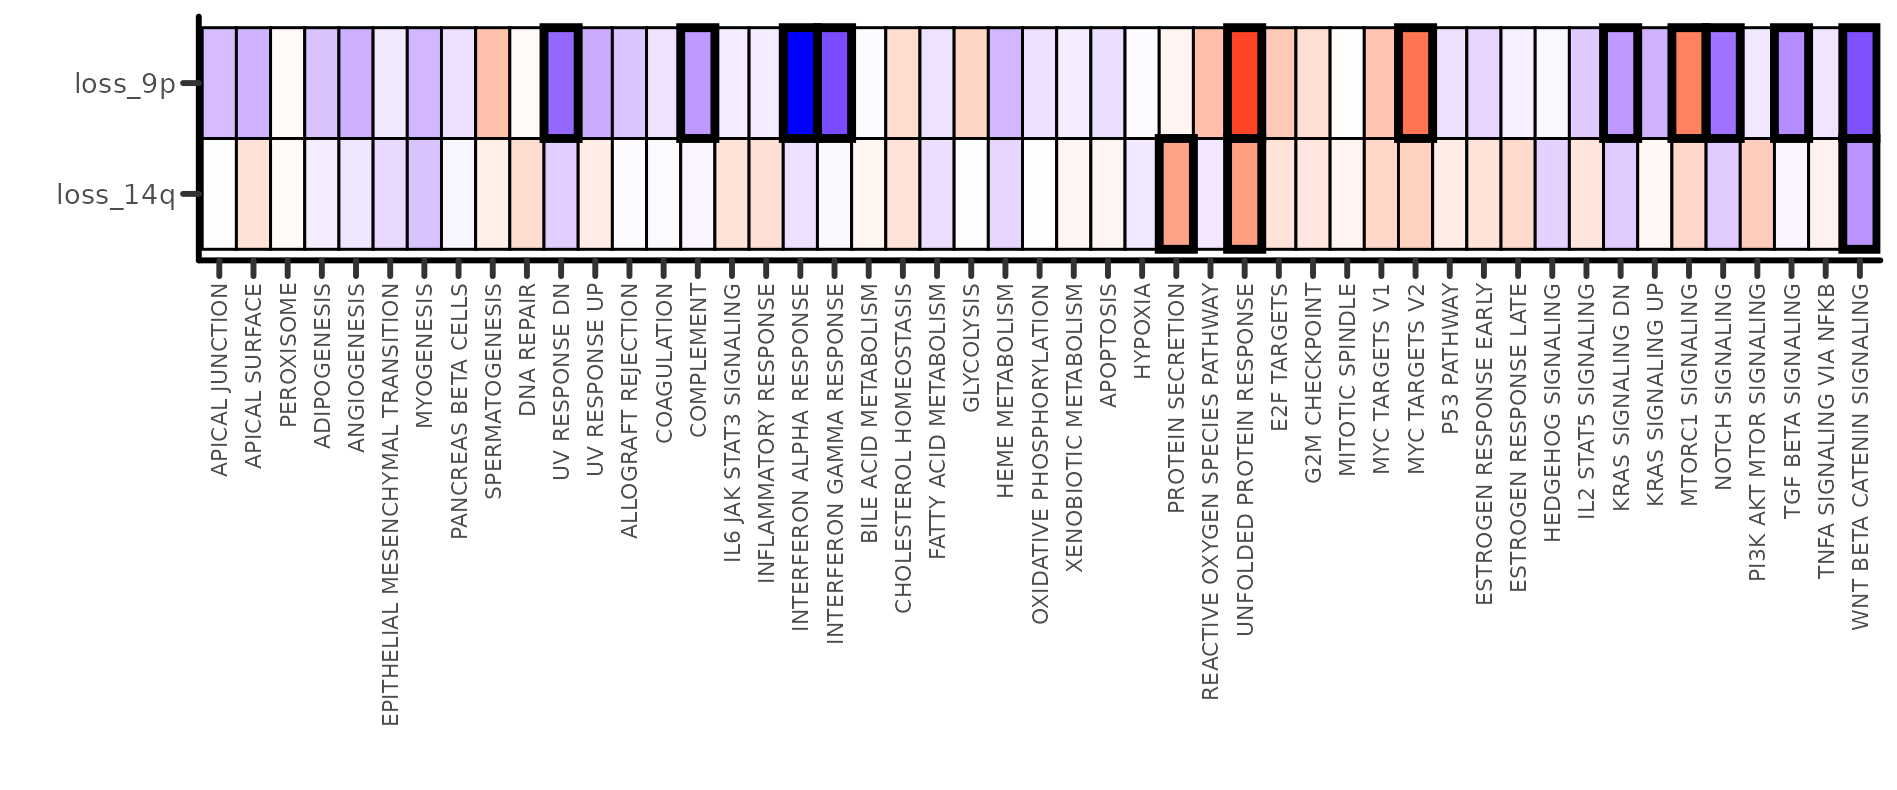 loss_9p
loss_14q
APICAL JUNCTION
APICAL SURFACE
PEROXISOME
ADIPOGENESIS
ANGIOGENESIS
EPITHELIAL MESENCHYMAL TRANSITION
MYOGENESIS
PANCREAS BETA CELLS
SPERMATOGENESIS
DNA REPAIR
UV RESPONSE DN
UV RESPONSE UP
ALLOGRAFT REJECTION
COAGULATION
COMPLEMENT
IL6 JAK STAT3 SIGNALING
INFLAMMATORY RESPONSE
INTERFERON ALPHA RESPONSE
INTERFERON GAMMA RESPONSE
BILE ACID METABOLISM
CHOLESTEROL HOMEOSTASIS
FATTY ACID METABOLISM
GLYCOLYSIS
HEME METABOLISM
OXIDATIVE PHOSPHORYLATION
XENOBIOTIC METABOLISM
APOPTOSIS
HYPOXIA
PROTEIN SECRETION
REACTIVE OXYGEN SPECIES PATHWAY
UNFOLDED PROTEIN RESPONSE
E2F TARGETS
G2M CHECKPOINT
MITOTIC SPINDLE
MYC TARGETS V1
MYC TARGETS V2
P53 PATHWAY
ESTROGEN RESPONSE EARLY
ESTROGEN RESPONSE LATE
HEDGEHOG SIGNALING
IL2 STAT5 SIGNALING
KRAS SIGNALING DN
KRAS SIGNALING UP
MTORC1 SIGNALING
NOTCH SIGNALING
PI3K AKT MTOR SIGNALING
TGF BETA SIGNALING
TNFA SIGNALING VIA NFKB
WNT BETA CATENIN SIGNALING